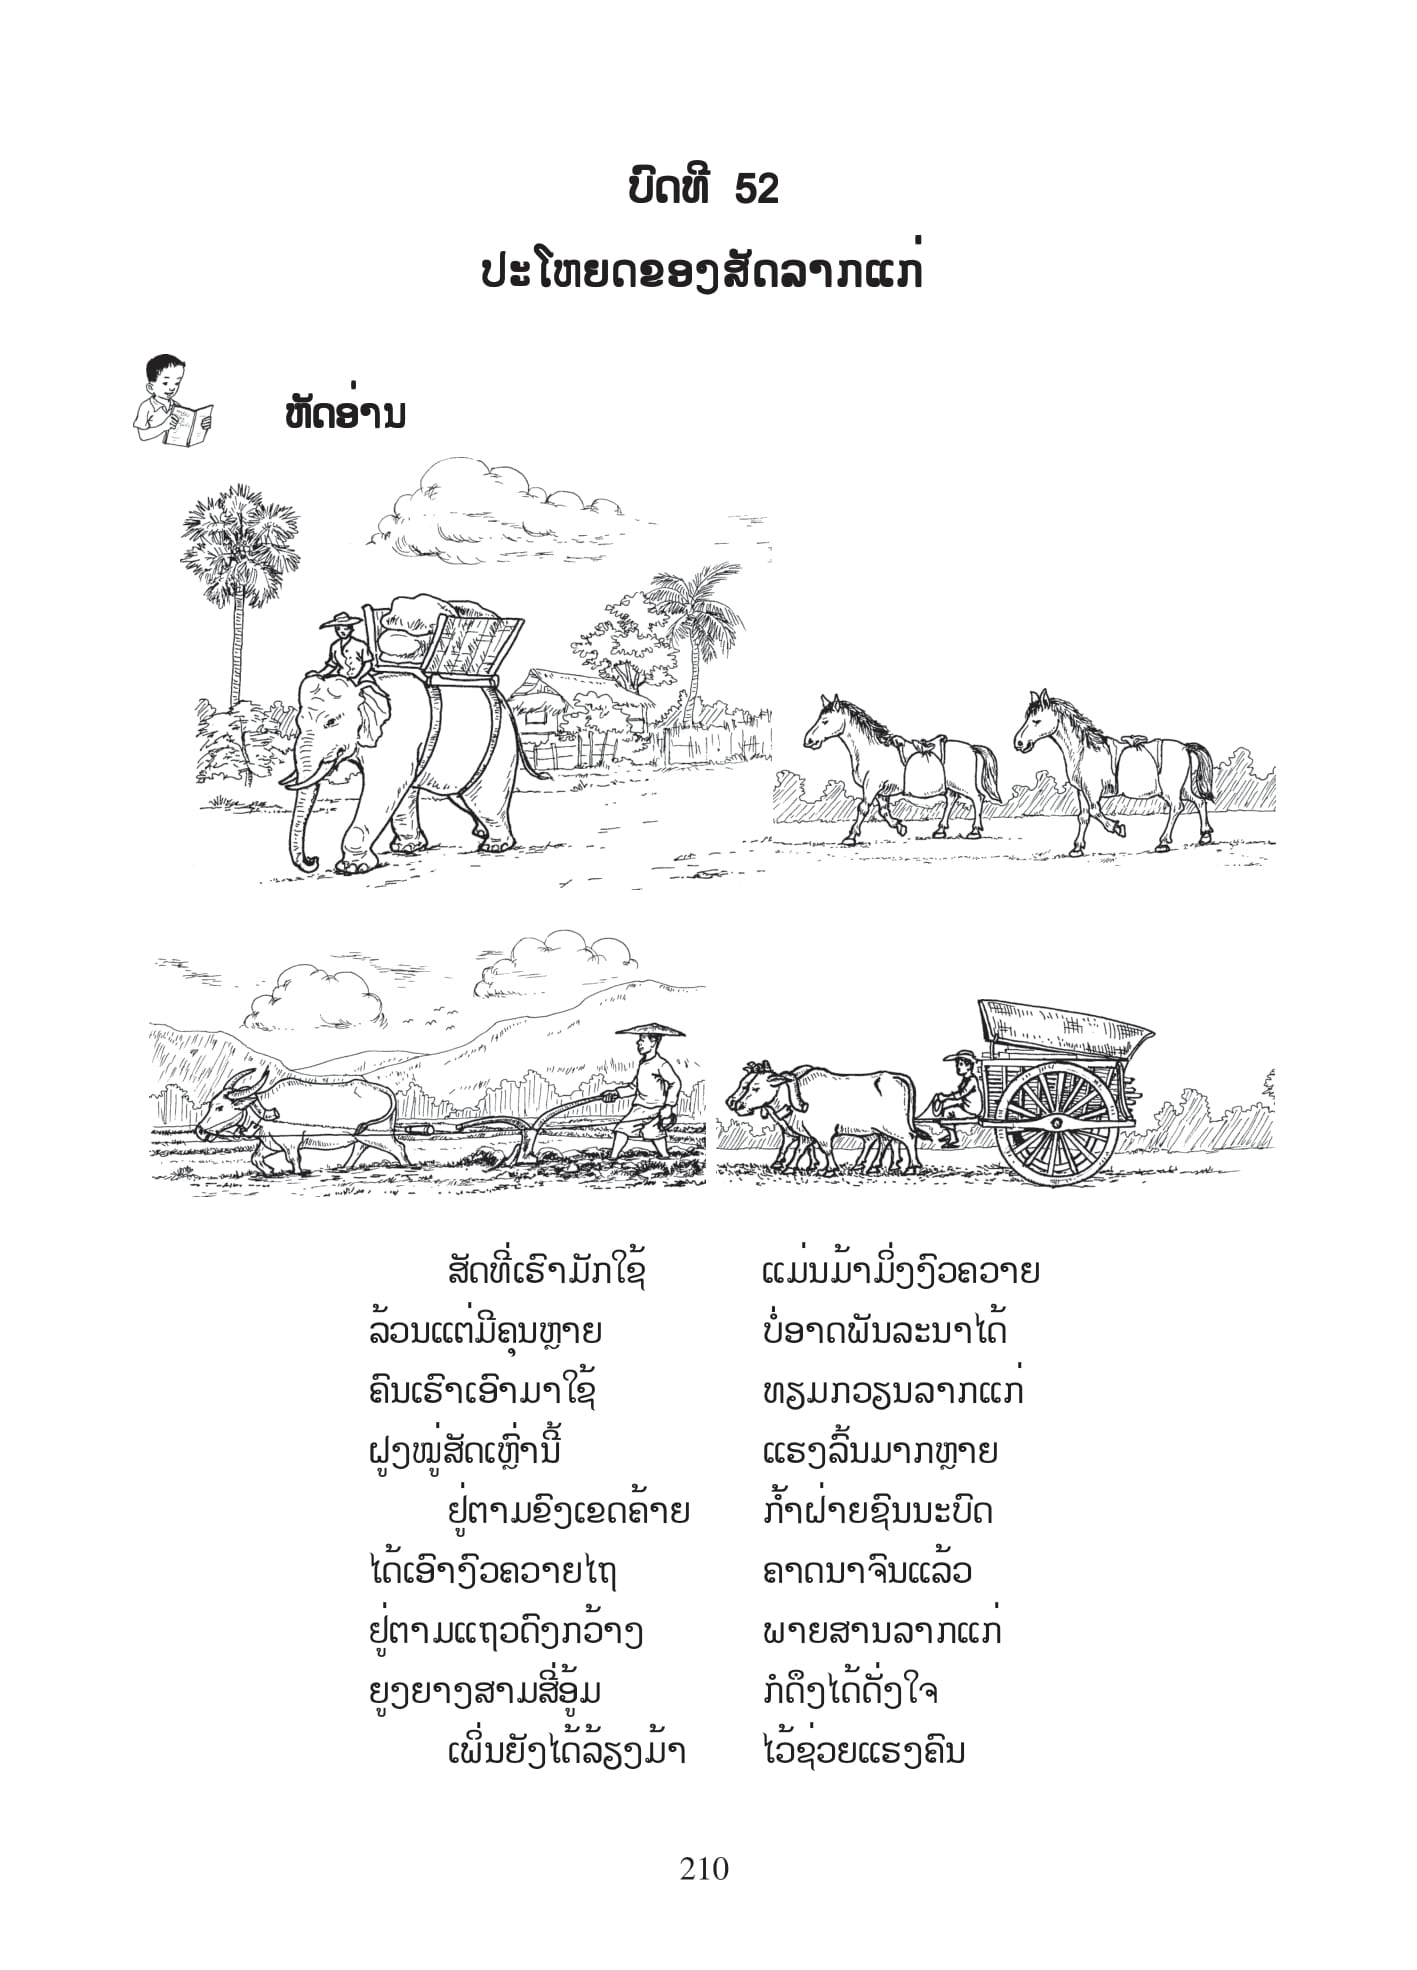 ບົດທີ 52
ປະໂຫຍດຂອງສັດລາກແກ່
ຫັດອ່ານ
ສັດທີ່ເຮົາມັກໃຊ້ ແມ່ນມ້າມິ່ງງົວຄວາຍ
ລ້ວນແຕ່ມີຄຸນຫຼາຍ ບໍ່ອາດພັນລະນາໄດ້
ຄົນເຮົາເອົາມາໃຊ້ ທຽມກວຽນລາກແກ່
ຝູງໝູ່ສັດເຫຼົ່ານີ້ ແຮງລົ້ນມາກຫຼາຍ
ຢູ່ຕາມຂົງເຂດຄ້າຍ ກ້ຳຝ່າຍຊົນນະບົດ
ໄດ້ເອົາງົວຄວາຍໄຖ ຄາດນາຈົນແລ້ວ
ຢູ່ຕາມແຖວດົງກວ້າງ ພາຍສານລາກແກ່
ຍູງຍາງສາມສີ່ອູ້ມ ກໍດຶງໄດ້ດັ່ງໃຈ
ເພິ່ນຍັງໄດ້ລ້ຽງມ້າ ໄວ້ຊ່ວຍແຮງຄົນ
210